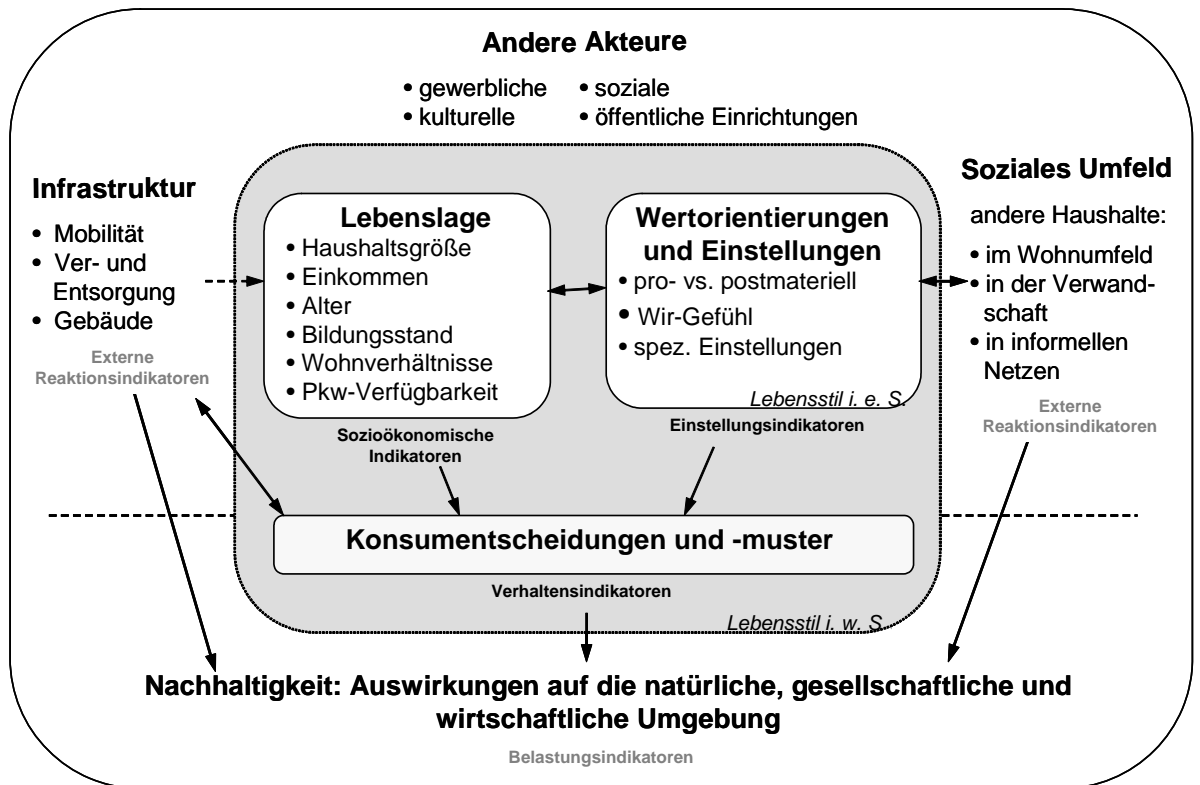 Andere Akteure
• gewerbliche • soziale
• kulturelle • öffentliche Einrichtungen
Infrastruktur
• Mobilität
• Ver- und
Entsorgung
• Gebäude
Externe
Reaktionsindikatoren
Lebenslage
• Haushaltsgröße
• Einkommen
• Alter
• Bildungsstand
• Wohnverhältnisse
• Pkw-Verfügbarkeit
Sozioökonomische
Indikatoren
Wertorientierungen
und Einstellungen
• pro- vs. postmateriell
• Wir-Gefühl
• spez. Einstellungen
Lebensstil i. e. S.
Einstellungsindikatoren
Soziales Umfeld
andere Haushalte:
• im Wohnumfeld
• in der Verwand-
schaft
• in informellen
Netzen
Externe
Reaktionsindikatoren
Konsumentscheidungen und -muster
Verhaltensindikatoren
Lebensstil i. w. S.
Nachhaltigkeit: Auswirkungen auf die natürliche, gesellschaftliche und
wirtschaftliche Umgebung
Belastungsindikatoren